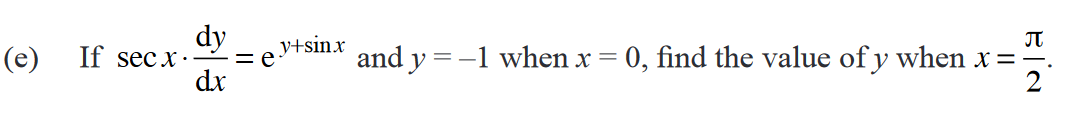 (e) If sec x · dy/dx = e^(y+sin x) and y = −1 when x = 0, find the value of y when x = π/2.